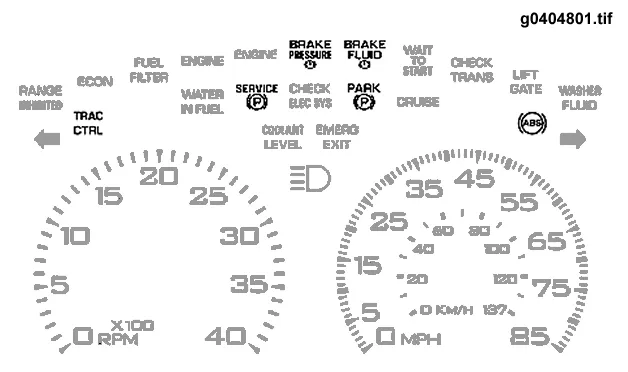 g0404801.tif
RANGE
INHIBITED
ECON
TRAC
CTRL
FUEL
FILTER
ENGINE
WATER
IN FUEL
ENGINE
SERVICE
P
BRAKE
PRESSURE
CHECK
ELEC SYS
COOLANT
LEVEL
BRAKE
FLUID
PARK
P
EMERG
EXIT
WAIT
TO
START
CRUISE
CHECK
TRANS
LIFT
GATE
ABS
WASHER
FLUID
0 5 10 15 20 25 30 35 40
X100
RPM
0 5 15 25 35 45 55 65 75 85
MPH
0 20 40 60 80 100 120 137
KM/H